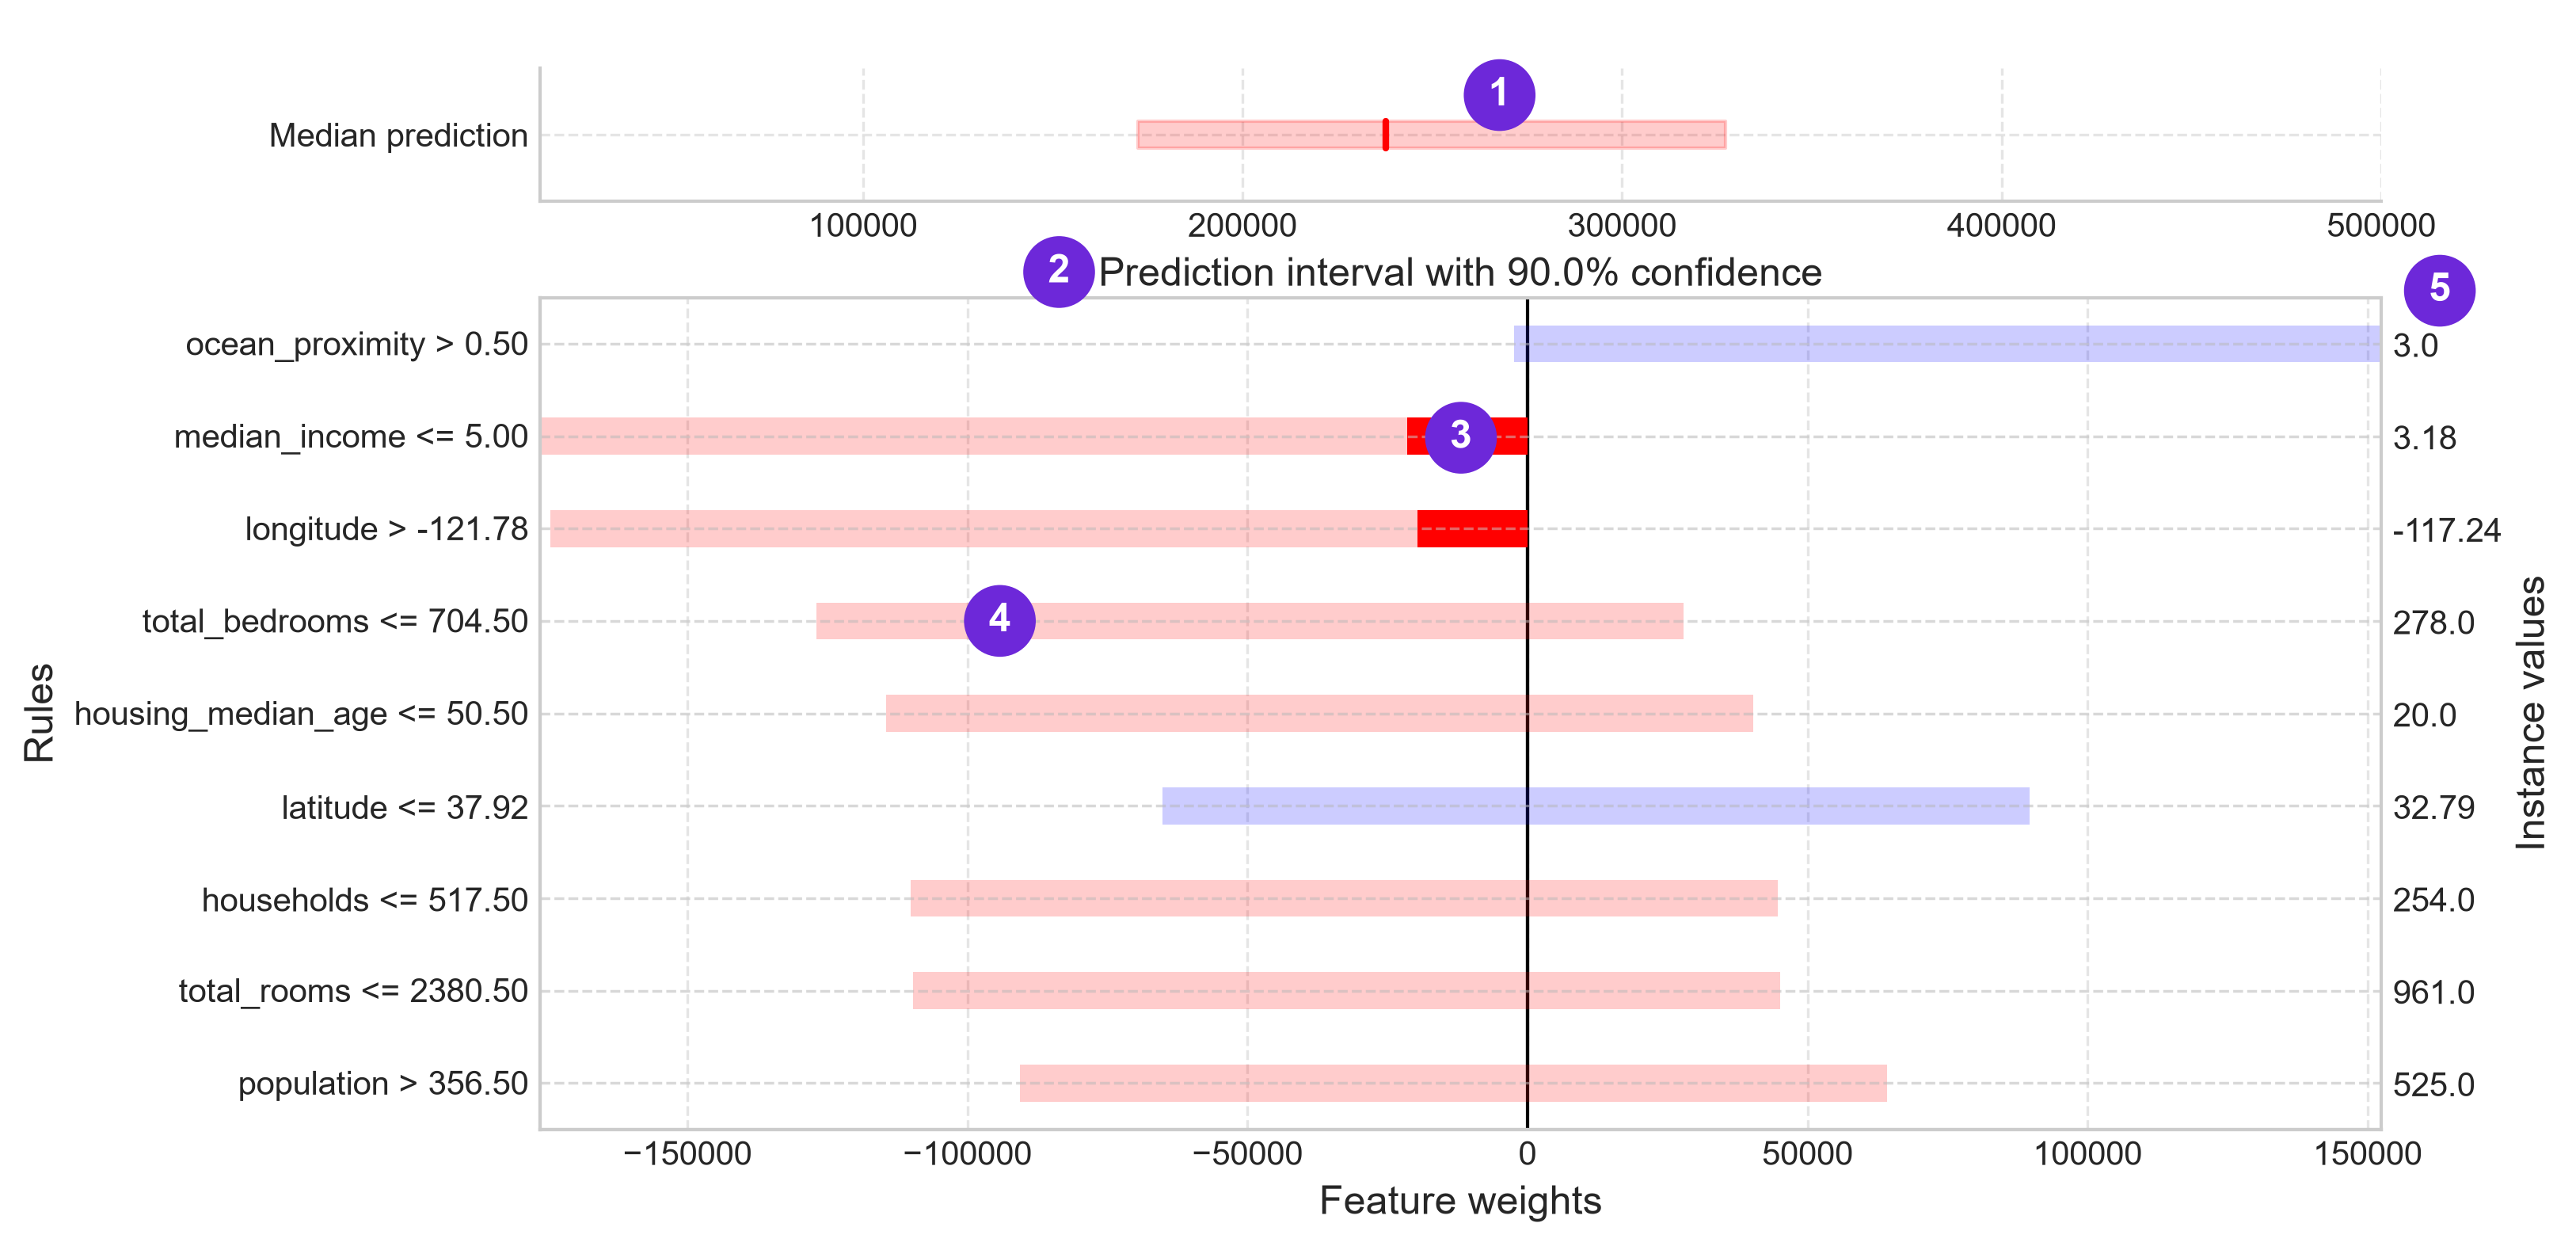 1
Median prediction
100000 200000 300000 400000 500000
2 Prediction interval with 90.0% confidence 5
ocean_proximity > 0.50 3.0
median_income <= 5.00 3 3.18
longitude > -121.78 -117.24
total_bedrooms <= 704.50 4 278.0
housing_median_age <= 50.50 20.0
latitude <= 37.92 32.79
households <= 517.50 254.0
total_rooms <= 2380.50 961.0
population > 356.50 525.0
Rules
Instance values
−150000 −100000 −50000 0 50000 100000 150000
Feature weights